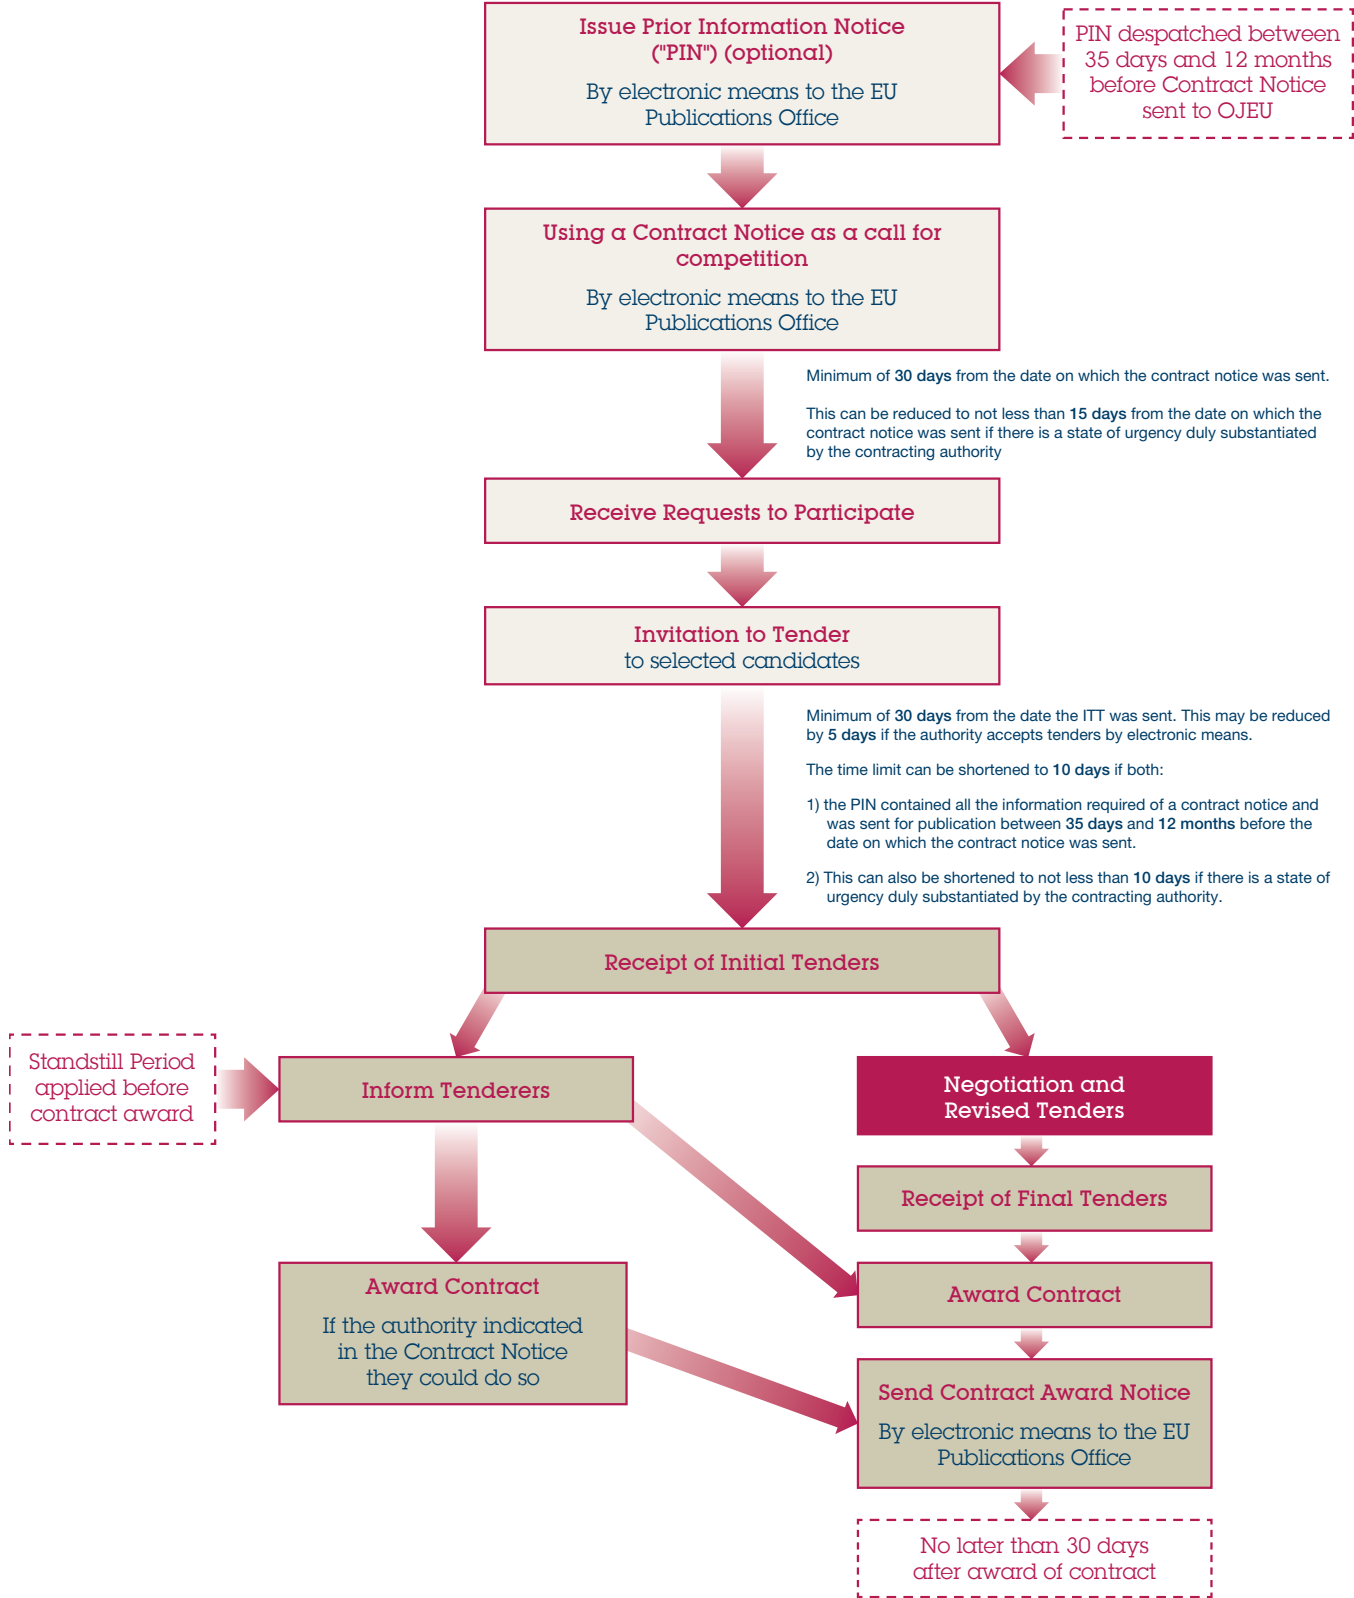 Issue Prior Information Notice
("PIN") (optional)
By electronic means to the EU
Publications Office
PIN despatched between
35 days and 12 months
before Contract Notice
sent to OJEU
Using a Contract Notice as a call for
competition
By electronic means to the EU
Publications Office
Minimum of 30 days from the date on which the contract notice was sent.
This can be reduced to not less than 15 days from the date on which the
contract notice was sent if there is a state of urgency duly substantiated
by the contracting authority
Receive Requests to Participate
Invitation to Tender
to selected candidates
Minimum of 30 days from the date the ITT was sent. This may be reduced
by 5 days if the authority accepts tenders by electronic means.
The time limit can be shortened to 10 days if both:
1) the PIN contained all the information required of a contract notice and
was sent for publication between 35 days and 12 months before the
date on which the contract notice was sent.
2) This can also be shortened to not less than 10 days if there is a state of
urgency duly substantiated by the contracting authority.
Receipt of Initial Tenders
Standstill Period
applied before
contract award
Inform Tenderers
Negotiation and
Revised Tenders
Receipt of Final Tenders
Award Contract
If the authority indicated
in the Contract Notice
they could do so
Award Contract
Send Contract Award Notice
By electronic means to the EU
Publications Office
No later than 30 days
after award of contract